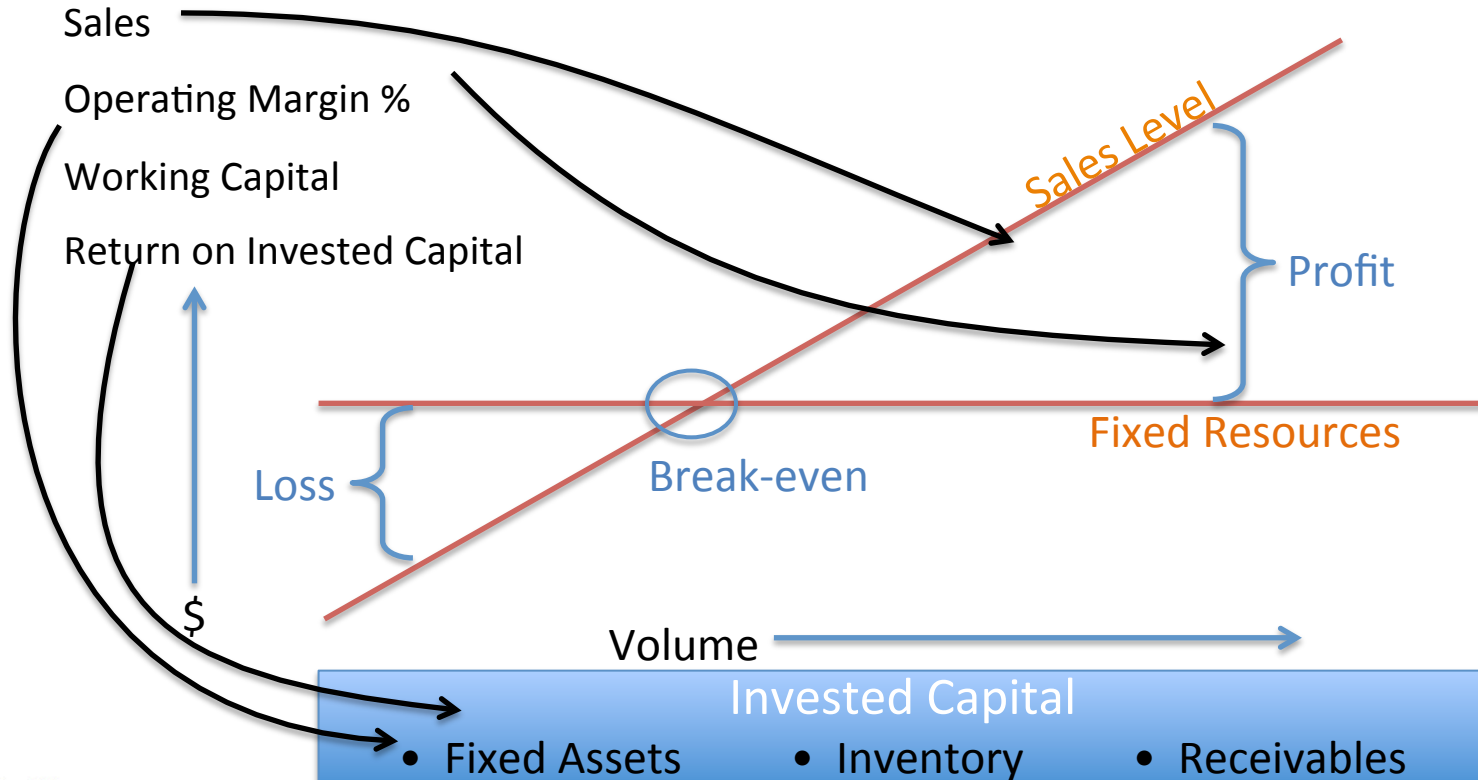 Sales
Operating Margin %
Working Capital
Return on Invested Capital
Sales Level
Profit
Fixed Resources
Loss
Break-even
$
Volume
Invested Capital
• Fixed Assets
• Inventory
• Receivables